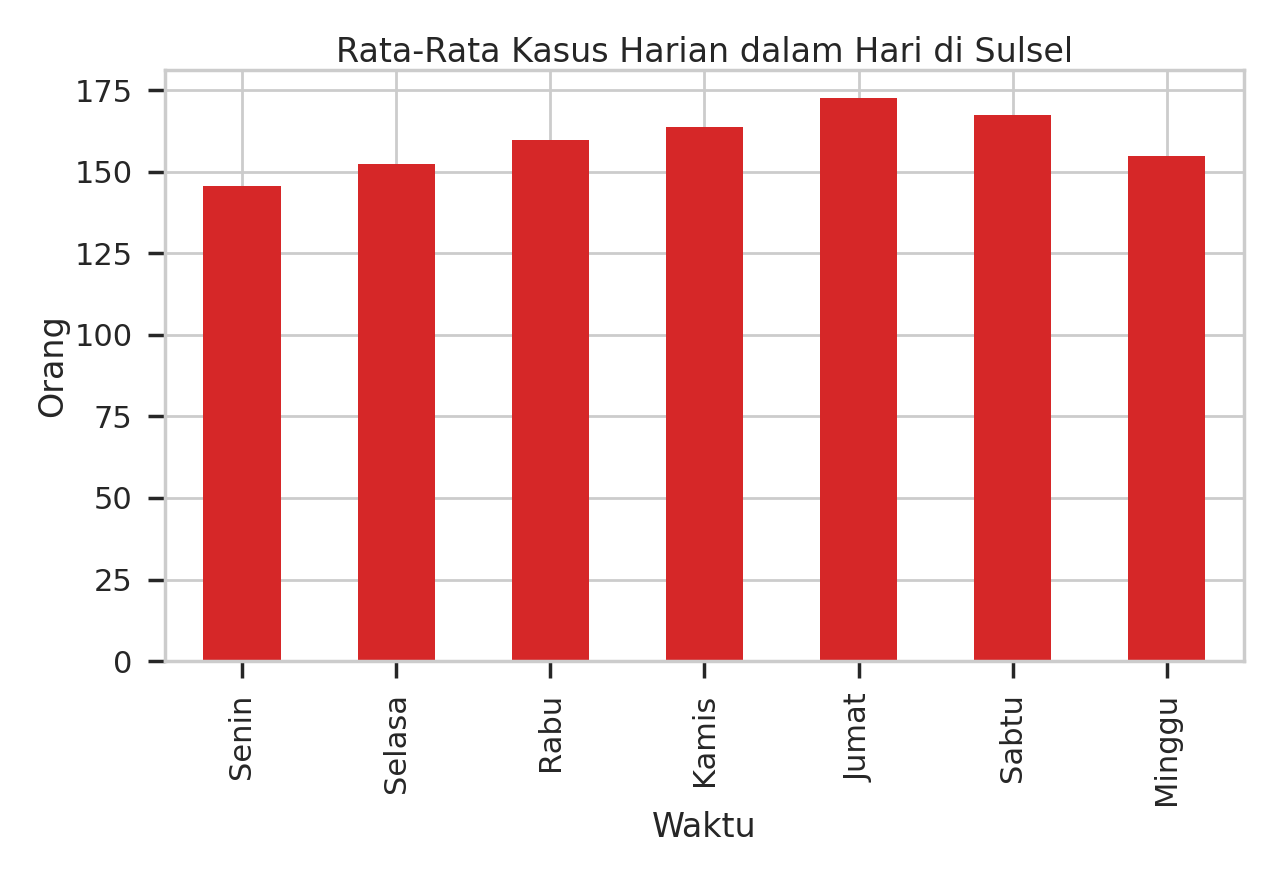 Rata-Rata Kasus Harian dalam Hari di Sulsel
175
150
125
100
75
50
25
0
Orang
Senin
Selasa
Rabu
Kamis
Jumat
Sabtu
Minggu
Waktu